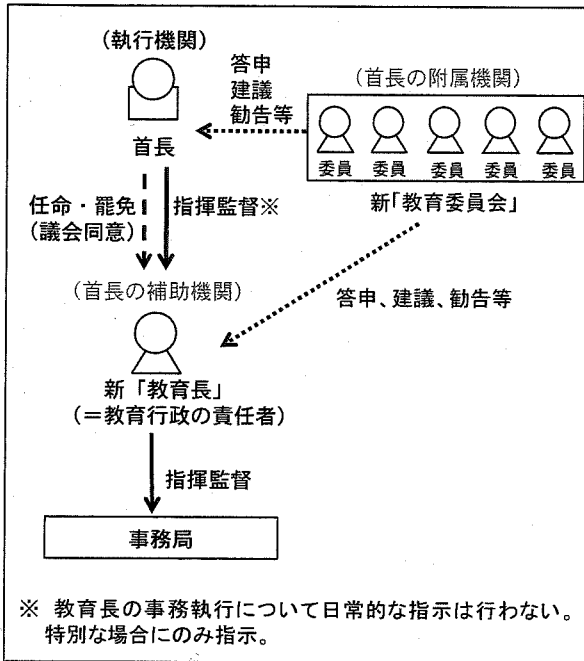 (執行機関)
首長
答申
建議
勧告等
(首長の附属機関)
委員 委員 委員 委員 委員
新「教育委員会」
任命・罷免
(議会同意)
指揮監督※
答申、建議、勧告等
(首長の補助機関)
新「教育長」
(=教育行政の責任者)
指揮監督
事務局
※ 教育長の事務執行について日常的な指示は行わない。
特別な場合にのみ指示。